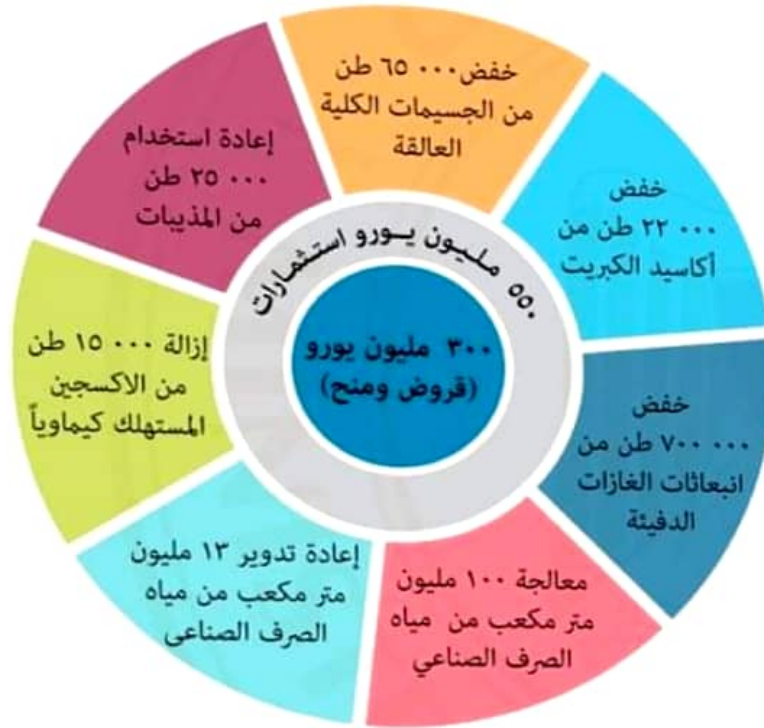 خفض ٦٥ ٠٠٠ طن
من الجسيمات الكلية
العالقة
خفض
٢٢ ٠٠٠ طن من
أكاسيد الكبريت
خفض
٧٠٠ ٠٠٠ طن من
انبعاثات الغازات
الدفيئة
معالجة ١٠٠ مليون
متر مكعب من مياه
الصرف الصناعي
إعادة تدوير ١٣ مليون
متر مكعب من مياه
الصرف الصناعى
إزالة ١٥ ٠٠٠ طن
من الاكسجين
المستهلك كيماوياً
إعادة استخدام
٢٥ ٠٠٠ طن
من المذيبات
٥٥٠ مليون يـورو استثمارات
٣٠٠ مليون يورو
(قروض ومنح)